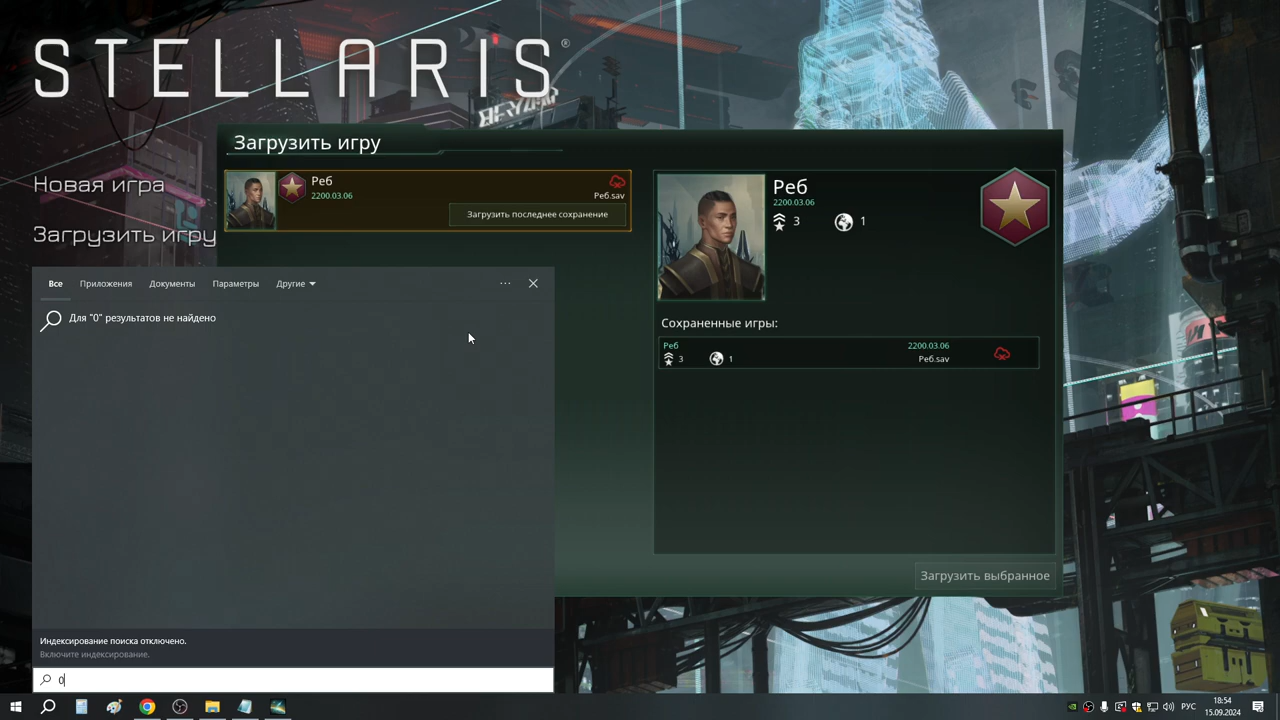 STELLARIS®
Загрузить игру
Новая игра
Загрузить игру
Реб
2200.03.06
Реб.sav
Загрузить последнее сохранение
Реб
2200.03.06
3
1
Сохраненные игры:
Реб
2200.03.06
3
1
Реб.sav
Загрузить выбранное
Все
Приложения
Документы
Параметры
Другие
Для "0" результатов не найдено
Индексирование поиска отключено.
Включите индексирование.
0
РУС
18:54
15.09.2024